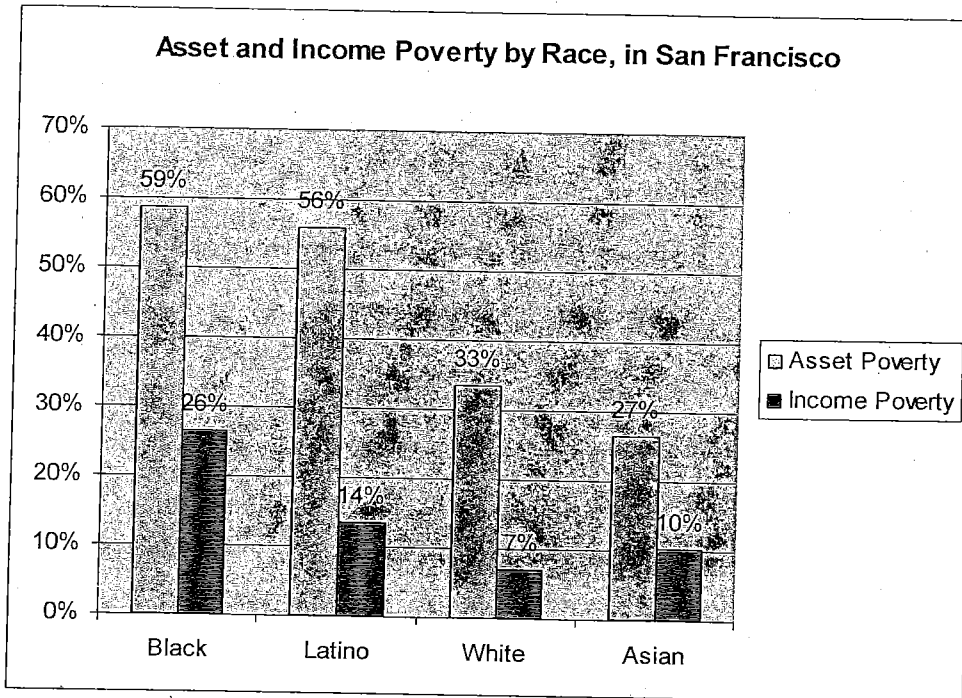 Asset and Income Poverty by Race, in San Francisco
70%
60%
50%
40%
30%
20%
10%
0%
59%
26%
56%
14%
33%
7%
27%
10%
Black
Latino
White
Asian
Asset Poverty
Income Poverty